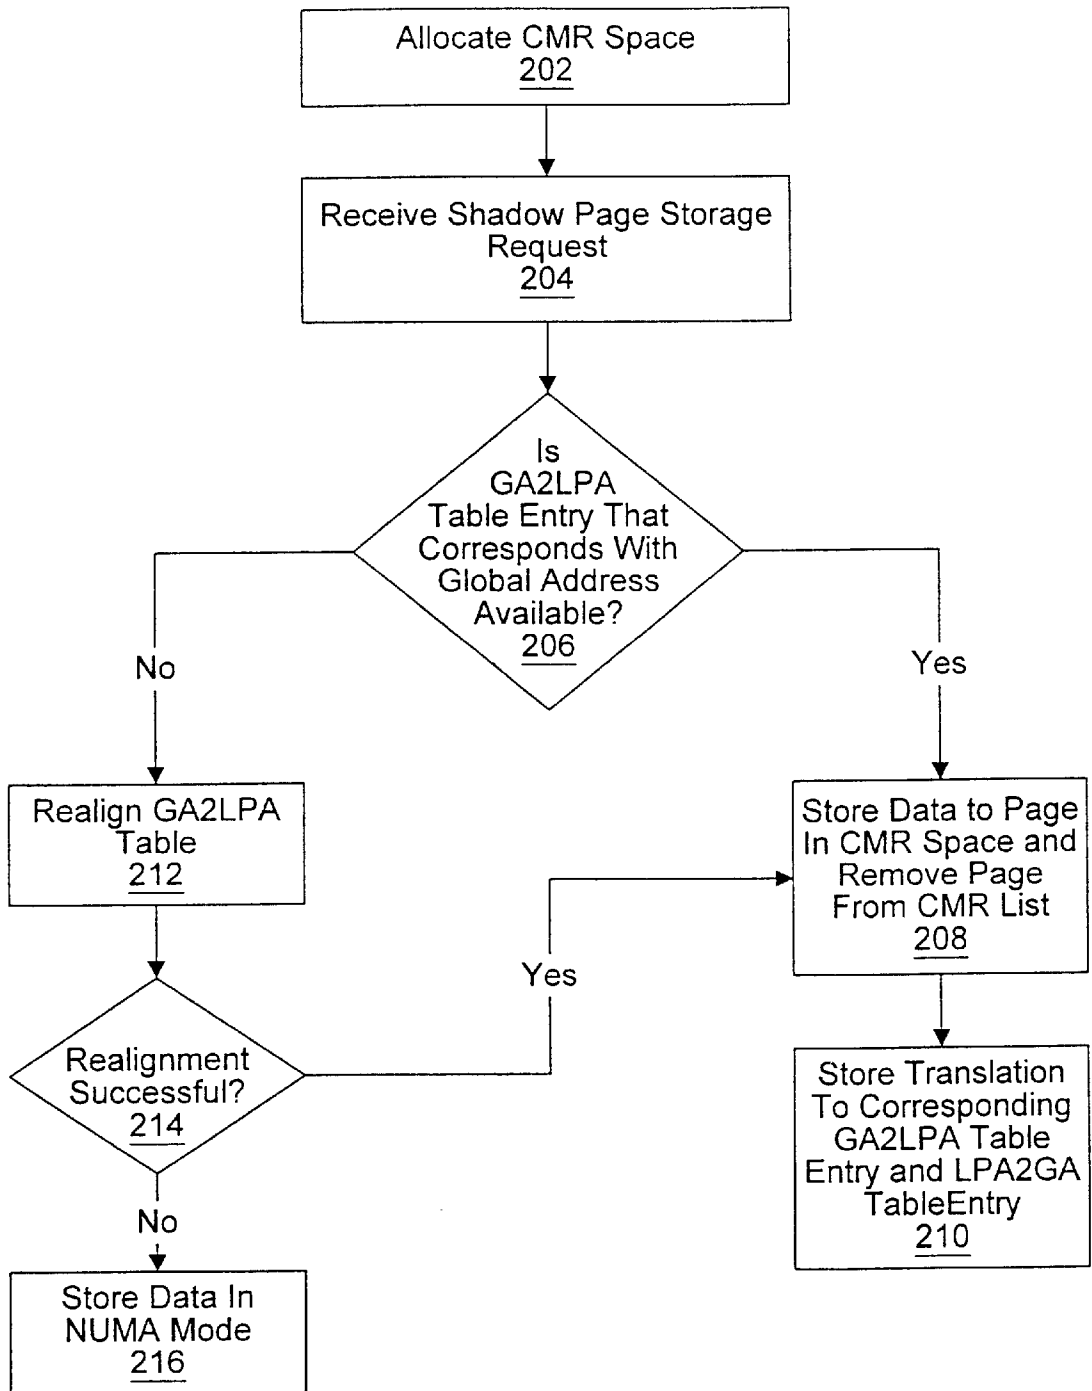 Allocate CMR Space
202
Receive Shadow Page Storage
Request
204
Is
GA2LPA
Table Entry That
Corresponds With
Global Address
Available?
206
No
Yes
Realign GA2LPA
Table
212
Store Data to Page
In CMR Space and
Remove Page
From CMR List
208
Yes
Realignment
Successful?
214
Store Translation
To Corresponding
GA2LPA Table
Entry and LPA2GA
TableEntry
210
No
Store Data In
NUMA Mode
216